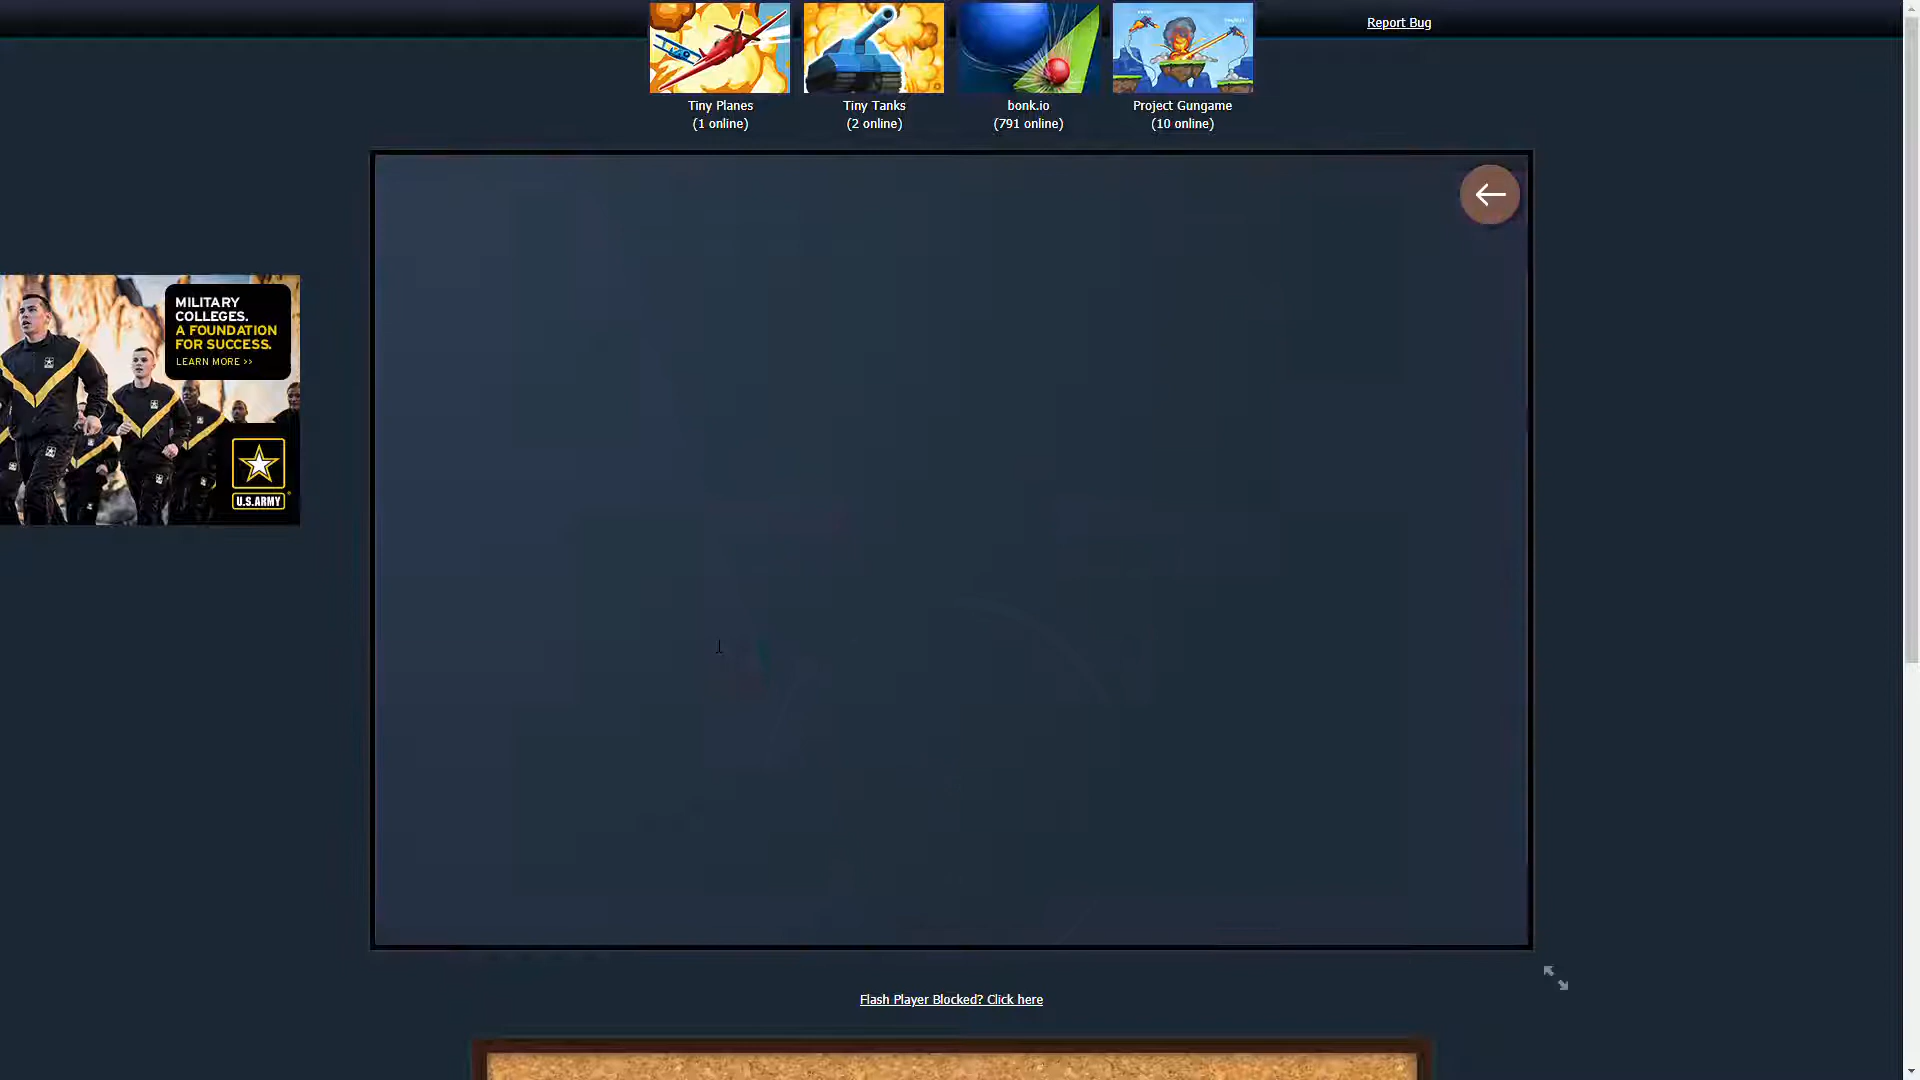 Report Bug
Tiny Planes
(1 online)
Tiny Tanks
(2 online)
bonk.io
(791 online)
Project Gungame
(10 online)
MILITARY
COLLEGES.
A FOUNDATION
FOR SUCCESS.
LEARN MORE >>
U.S.ARMY
Flash Player Blocked? Click here